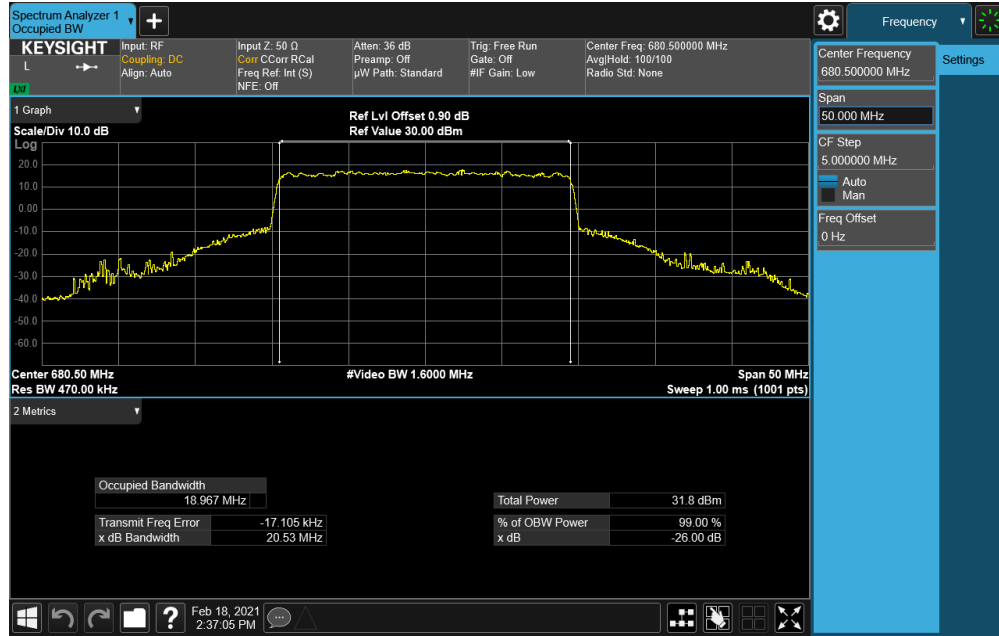 Spectrum Analyzer 1
Occupied BW
Frequency
KEYSIGHT
L
LXI
Input: RF
Coupling: DC
Align: Auto
Input Z: 50 Ω
Corr CCorr RCal
Freq Ref: Int (S)
NFE: Off
Atten: 36 dB
Preamp: Off
µW Path: Standard
Trig: Free Run
Gate: Off
#IF Gain: Low
Center Freq: 680.500000 MHz
Avg|Hold: 100/100
Radio Std: None
Center Frequency
680.500000 MHz
Settings
Span
50.000 MHz
CF Step
5.000000 MHz
Auto
Man
Freq Offset
0 Hz
1 Graph
Scale/Div 10.0 dB
Ref Lvl Offset 0.90 dB
Ref Value 30.00 dBm
Log
20.0
10.0
0.00
-10.0
-20.0
-30.0
-40.0
-50.0
-60.0
Center 680.50 MHz
#Video BW 1.6000 MHz
Span 50 MHz
Res BW 470.00 kHz
Sweep 1.00 ms (1001 pts)
2 Metrics
Occupied Bandwidth
18.967 MHz
Total Power 31.8 dBm
Transmit Freq Error -17.105 kHz
% of OBW Power 99.00 %
x dB Bandwidth 20.53 MHz
x dB -26.00 dB
?
Feb 18, 2021
2:37:05 PM